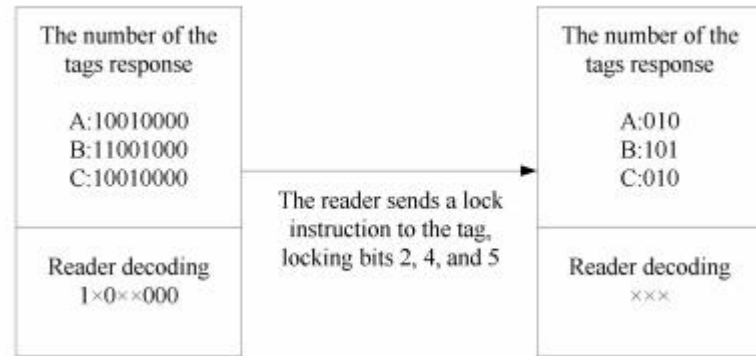 The number of the
tags response
A:10010000
B:11001000
C:10010000
Reader decoding
1×0××000
The reader sends a lock
instruction to the tag,
locking bits 2, 4, and 5
The number of the
tags response
A:010
B:101
C:010
Reader decoding
×××